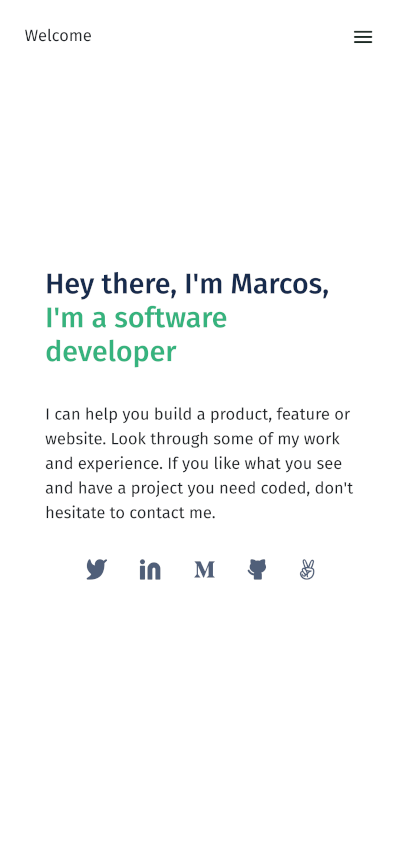 Welcome
Hey there, I'm Marcos,
I'm a software
developer
I can help you build a product, feature or
website. Look through some of my work
and experience. If you like what you see
and have a project you need coded, don't
hesitate to contact me.